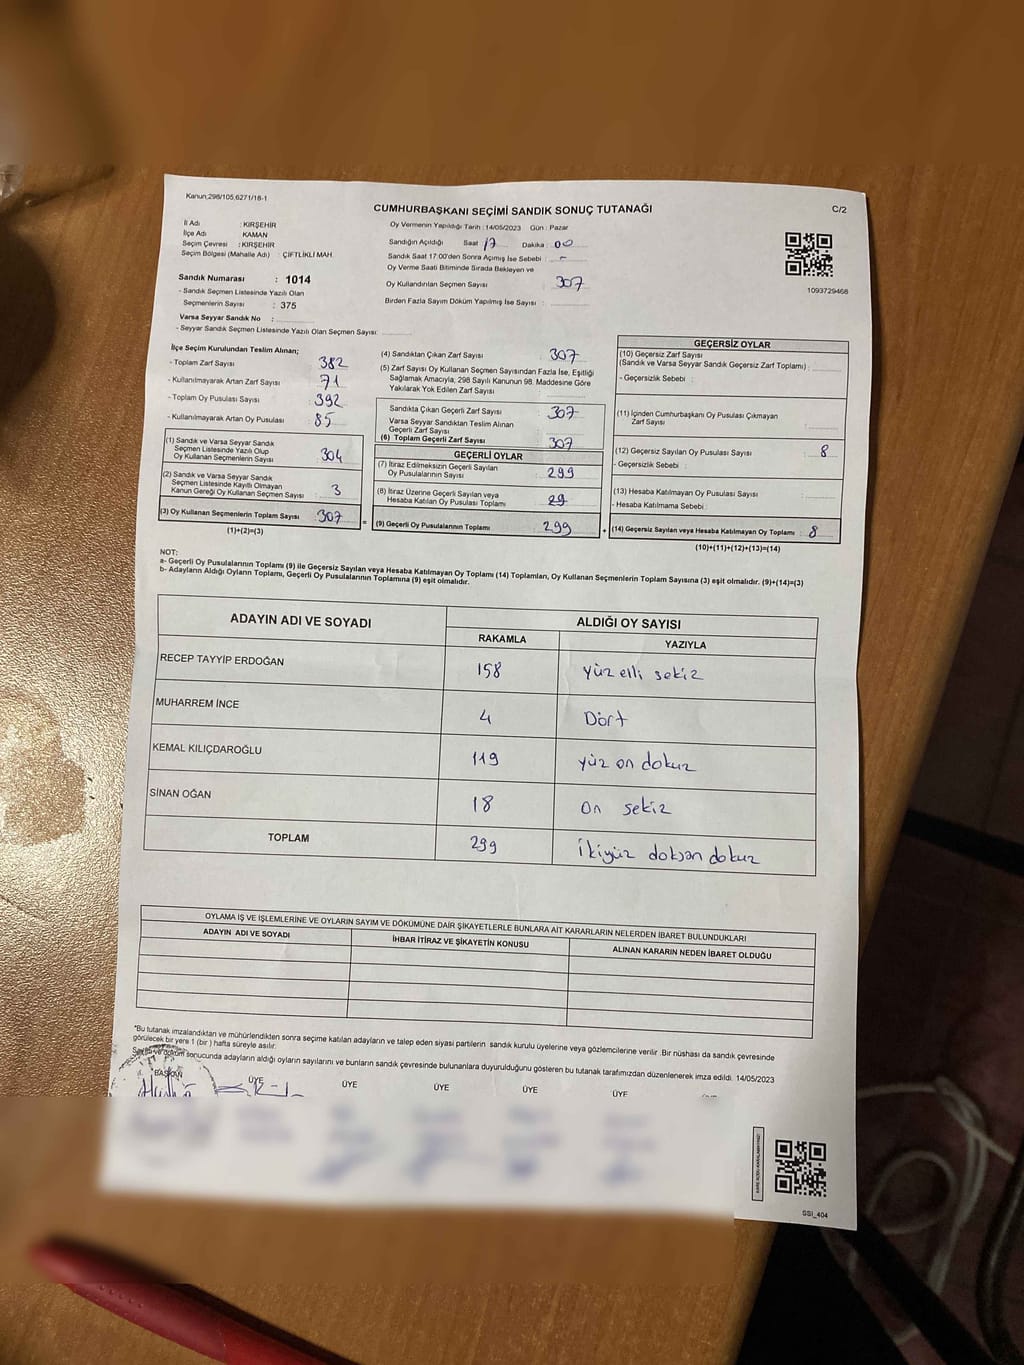 Kanun;298/105,6271/18-1
CUMHURBAŞKANI SEÇİMİ SANDIK SONUÇ TUTANAĞI
C/2
İl Adı : KIRŞEHİR
İlçe Adı : KAMAN
Seçim Çevresi : KIRŞEHİR
Seçim Bölgesi (Mahalle Adı) : ÇİFTLİKLİ MAH.
Oy Vermenin Yapıldığı Tarih : 14/05/2023 Gün : Pazar
Sandığın Açıldığı Saat 17 Dakika : 00
Sandık Saat 17:00'den Sonra Açımış İse Sebebi : -
Oy Verme Saati Bitiminde Sırada Bekleyen ve
Oy Kullandırılan Seçmen Sayısı : 307
Birden Fazla Sayım Döküm Yapılmış İse Sayısı :
1093729468
Sandık Numarası : 1014
- Sandık Seçmen Listesinde Yazılı Olan
Seçmenlerin Sayısı : 375
Varsa Seyyar Sandık No :
- Seyyar Sandık Seçmen Listesinde Yazılı Olan Seçmen Sayısı:
İlçe Seçim Kurulundan Teslim Alınan;
- Toplam Zarf Sayısı : 382
- Kullanılmayarak Artan Zarf Sayısı : 71
- Toplam Oy Pusulası Sayısı : 392
- Kullanılmayarak Artan Oy Pusulası : 85
(1) Sandık ve Varsa Seyyar Sandık
Seçmen Listesinde Yazılı Olup
Oy Kullanan Seçmenlerin Sayısı : 304
(2) Sandık ve Varsa Seyyar Sandık
Seçmen Listesinde Kayıtlı Olmayan
Kanun Gereği Oy Kullanan Seçmen Sayısı : 3
(3) Oy Kullanan Seçmenlerin Toplam Sayısı : 307
(1)+(2)=(3)
(4) Sandıktan Çıkan Zarf Sayısı : 307
(5) Zarf Sayısı Oy Kullanan Seçmen Sayısından Fazla İse, Eşitliği
Sağlamak Amacıyla, 298 Sayılı Kanunun 98. Maddesine Göre
Yakılarak Yok Edilen Zarf Sayısı :
Sandıkta Çıkan Geçerli Zarf Sayısı : 307
Varsa Seyyar Sandıktan Teslim Alınan
Geçerli Zarf Sayısı :
(6) Toplam Geçerli Zarf Sayısı : 307
GEÇERLİ OYLAR
(7) İtiraz Edilmeksizin Geçerli Sayılan
Oy Pusulalarının Sayısı : 299
(8) İtiraz Üzerine Geçerli Sayılan veya
Hesaba Katılan Oy Pusulası Toplamı : 29
= (9) Geçerli Oy Pusulalarının Toplamı : 299
GEÇERSİZ OYLAR
(10) Geçersiz Zarf Sayısı
(Sandık ve Varsa Seyyar Sandık Geçersiz Zarf Toplamı) :
- Geçersizlik Sebebi :
(11) İçinden Cumhurbaşkanı Oy Pusulası Çıkmayan
Zarf Sayısı :
(12) Geçersiz Sayılan Oy Pusulası Sayısı : 8
- Geçersizlik Sebebi :
(13) Hesaba Katılmayan Oy Pusulası Sayısı :
- Hesaba Katılmama Sebebi :
+ (14) Geçersiz Sayılan veya Hesaba Katılmayan Oy Toplamı : 8
(10)+(11)+(12)+(13)=(14)
NOT:
a- Geçerli Oy Pusulalarının Toplamı (9) ile Geçersiz Sayılan veya Hesaba Katılmayan Oy Toplamı (14) Toplamları, Oy Kullanan Seçmenlerin Toplam Sayısına (3) eşit olmalıdır. (9)+(14)=(3)
b- Adayların Aldığı Oyların Toplamı, Geçerli Oy Pusulalarının Toplamına (9) eşit olmalıdır.
ADAYIN ADI VE SOYADI ALDIĞI OY SAYISI
RAKAMLA YAZIYLA
RECEP TAYYİP ERDOĞAN 158 yüz elli sekiz
MUHARREM İNCE 4 Dört
KEMAL KILIÇDAROĞLU 119 yüz on dokuz
SİNAN OĞAN 18 on sekiz
TOPLAM 299 ikiyüz doksan dokuz
OYLAMA İŞ VE İŞLEMLERİNE VE OYLARIN SAYIM VE DÖKÜMÜNE DAİR ŞİKAYETLERLE BUNLARA AİT KARARLARIN NELERDEN İBARET BULUNDUKLARI
ADAYIN ADI VE SOYADI İHBAR İTİRAZ VE ŞİKAYETİN KONUSU ALINAN KARARIN NEDEN İBARET OLDUĞU
*Bu tutanak imzalandıktan ve mühürlendikten sonra seçime katılan adayların ve talep eden siyasi partilerin sandık kurulu üyelerine veya gözlemcilerine verilir .Bir nüshası da sandık çevresinde
görülecek bir yere 1 (bir ) hafta süreyle asılır.
Sayım ve döküm sonucunda adayların aldığı oyların sayılarını ve bunların sandık çevresinde bulunanlara duyurulduğunu gösteren bu tutanak tarafımızdan düzenlenerek imza edildi. 14/05/2023
BAŞKAN ÜYE ÜYE ÜYE ÜYE ÜYE
SSİ_404